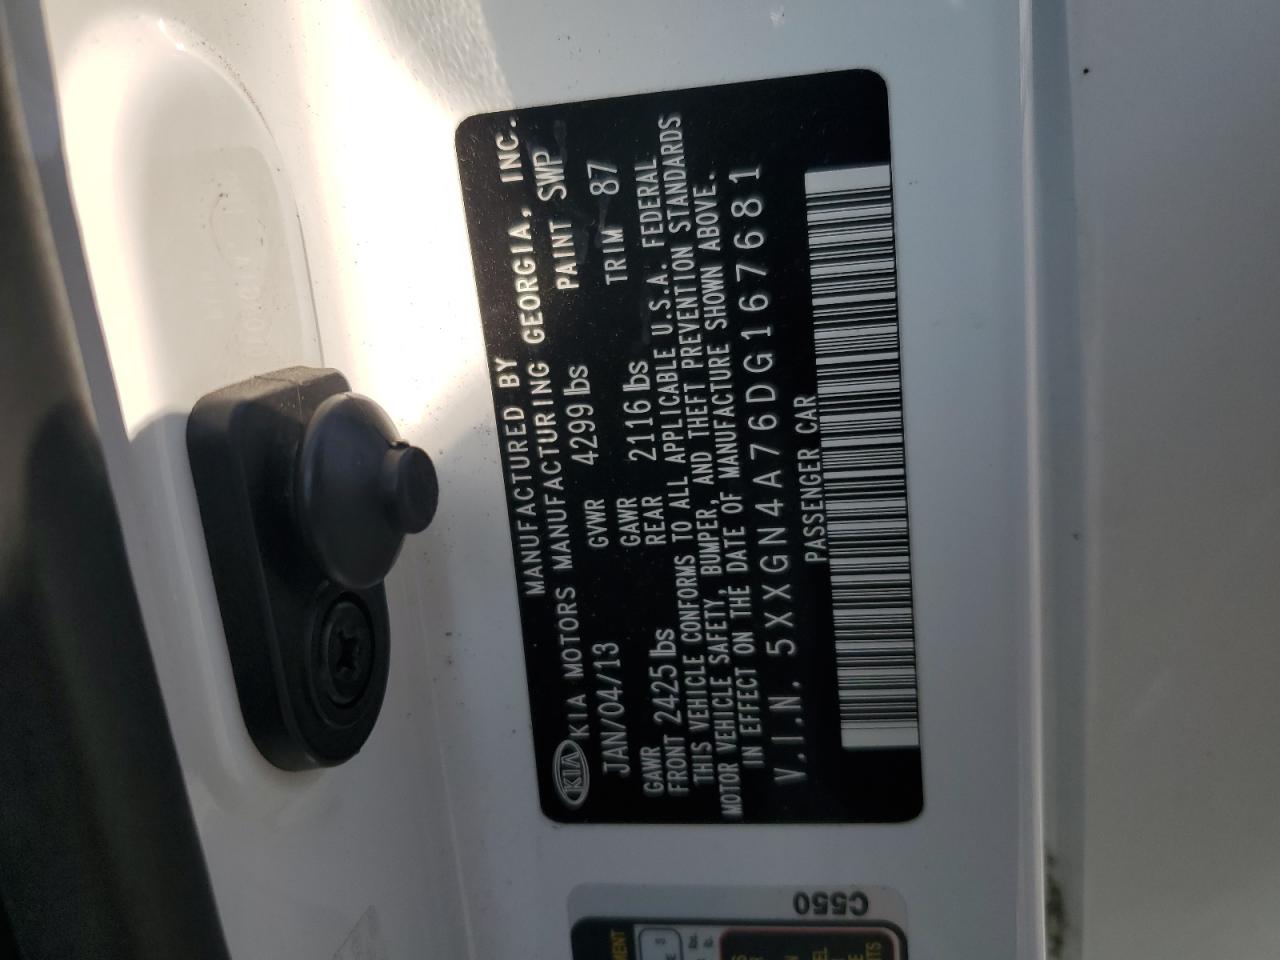 MANUFACTURED BY
KIA KIA MOTORS MANUFACTURING GEORGIA, INC.
JAN/04/13 GVWR 4299 lbs PAINT SWP
GAWR FRONT 2425 lbs GAWR REAR 2116 lbs TRIM 87
THIS VEHICLE CONFORMS TO ALL APPLICABLE U.S.A. FEDERAL
MOTOR VEHICLE SAFETY, BUMPER, AND THEFT PREVENTION STANDARDS
IN EFFECT ON THE DATE OF MANUFACTURE SHOWN ABOVE.
V.I.N. 5XXGN4A76DG167681
PASSENGER CAR
C550